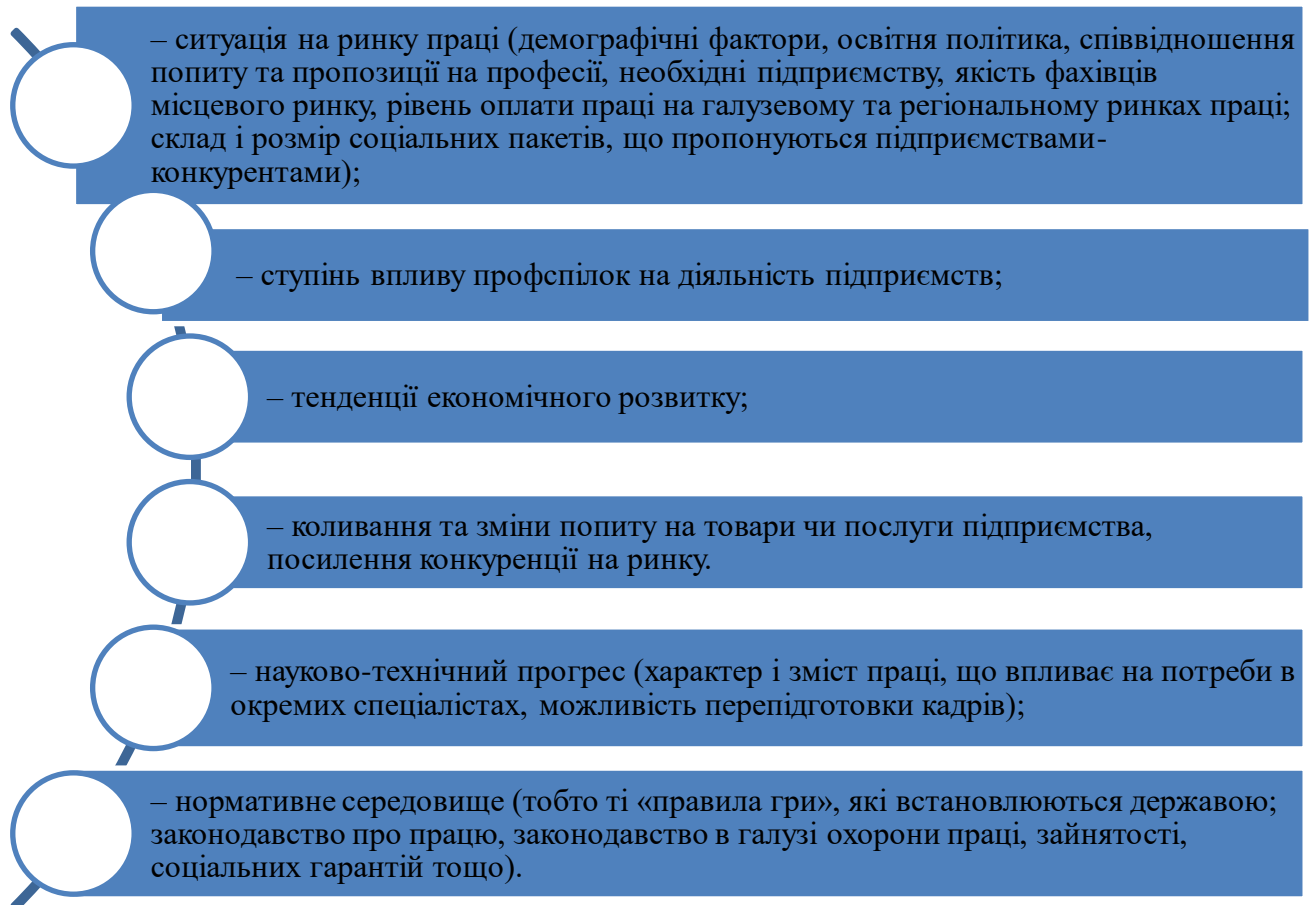 – ситуація на ринку праці (демографічні фактори, освітня політика, співвідношення
попиту та пропозиції на професії, необхідні підприємству, якість фахівців
місцевого ринку, рівень оплати праці на галузевому та регіональному ринках праці;
склад і розмір соціальних пакетів, що пропонуються підприємствами-
конкурентами);
– ступінь впливу профспілок на діяльність підприємств;
– тенденції економічного розвитку;
– коливання та зміни попиту на товари чи послуги підприємства,
посилення конкуренції на ринку.
– науково-технічний прогрес (характер і зміст праці, що впливає на потреби в
окремих спеціалістах, можливість перепідготовки кадрів);
– нормативне середовище (тобто ті «правила гри», які встановлюються державою;
законодавство про працю, законодавство в галузі охорони праці, зайнятості,
соціальних гарантій тощо).